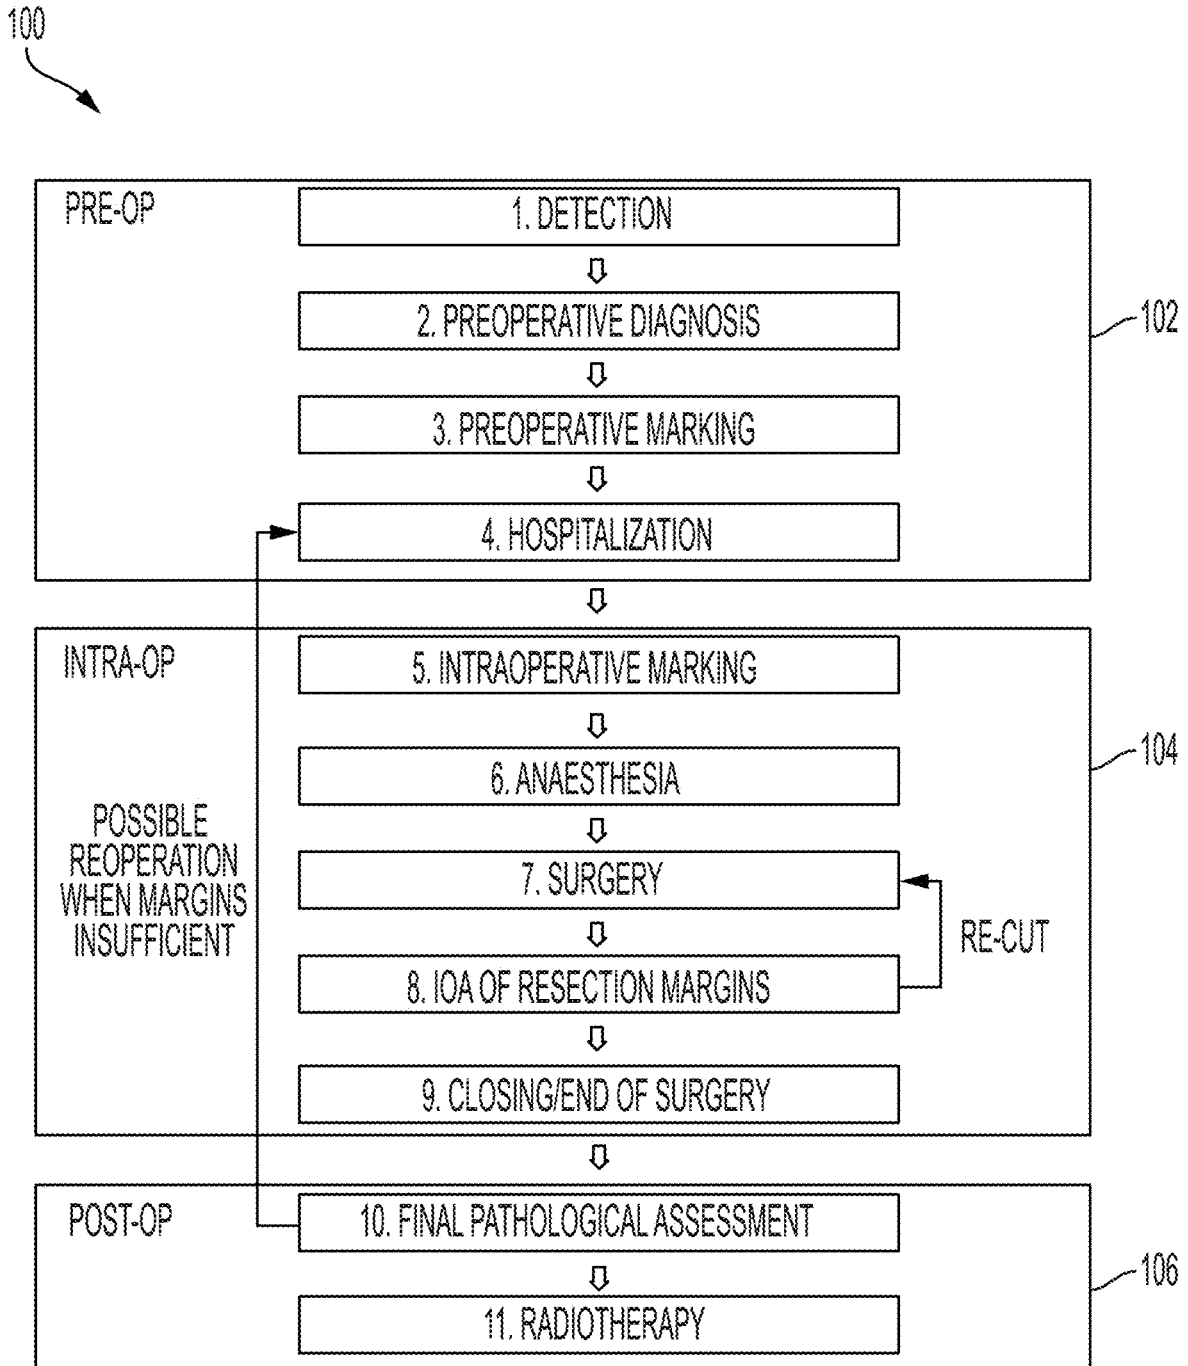 100
PRE-OP
1. DETECTION
2. PREOPERATIVE DIAGNOSIS
102
3. PREOPERATIVE MARKING
4. HOSPITALIZATION
INTRA-OP
5. INTRAOPERATIVE MARKING
104
6. ANAESTHESIA
POSSIBLE
REOPERATION
WHEN MARGINS
INSUFFICIENT
7. SURGERY
RE-CUT
8. IOA OF RESECTION MARGINS
9. CLOSING/END OF SURGERY
POST-OP
10. FINAL PATHOLOGICAL ASSESSMENT
106
11. RADIOTHERAPY